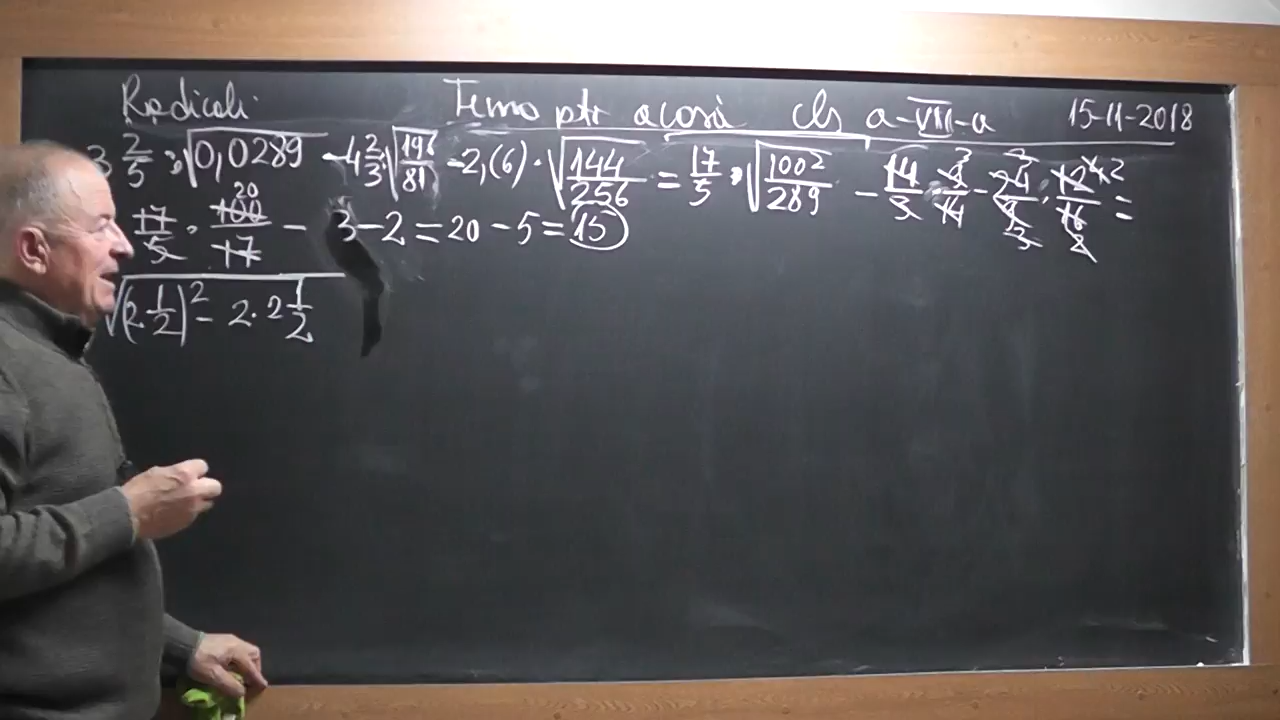 Radicali Tema ptr acasă cls a-VIII-a 15-11-2018
3 2/5 : √0,0289 - 4 2/3 : √(196/81) - 2,(6) · √(144/256) = 17/5 · √(100²/289) - 14/3 · 9/14 - 24/9 · 12/16 =
17/5 · 100/17 - 3 - 2 = 20 - 5 = 15
√(2 · 1/2)² - 2 · 2 1/2